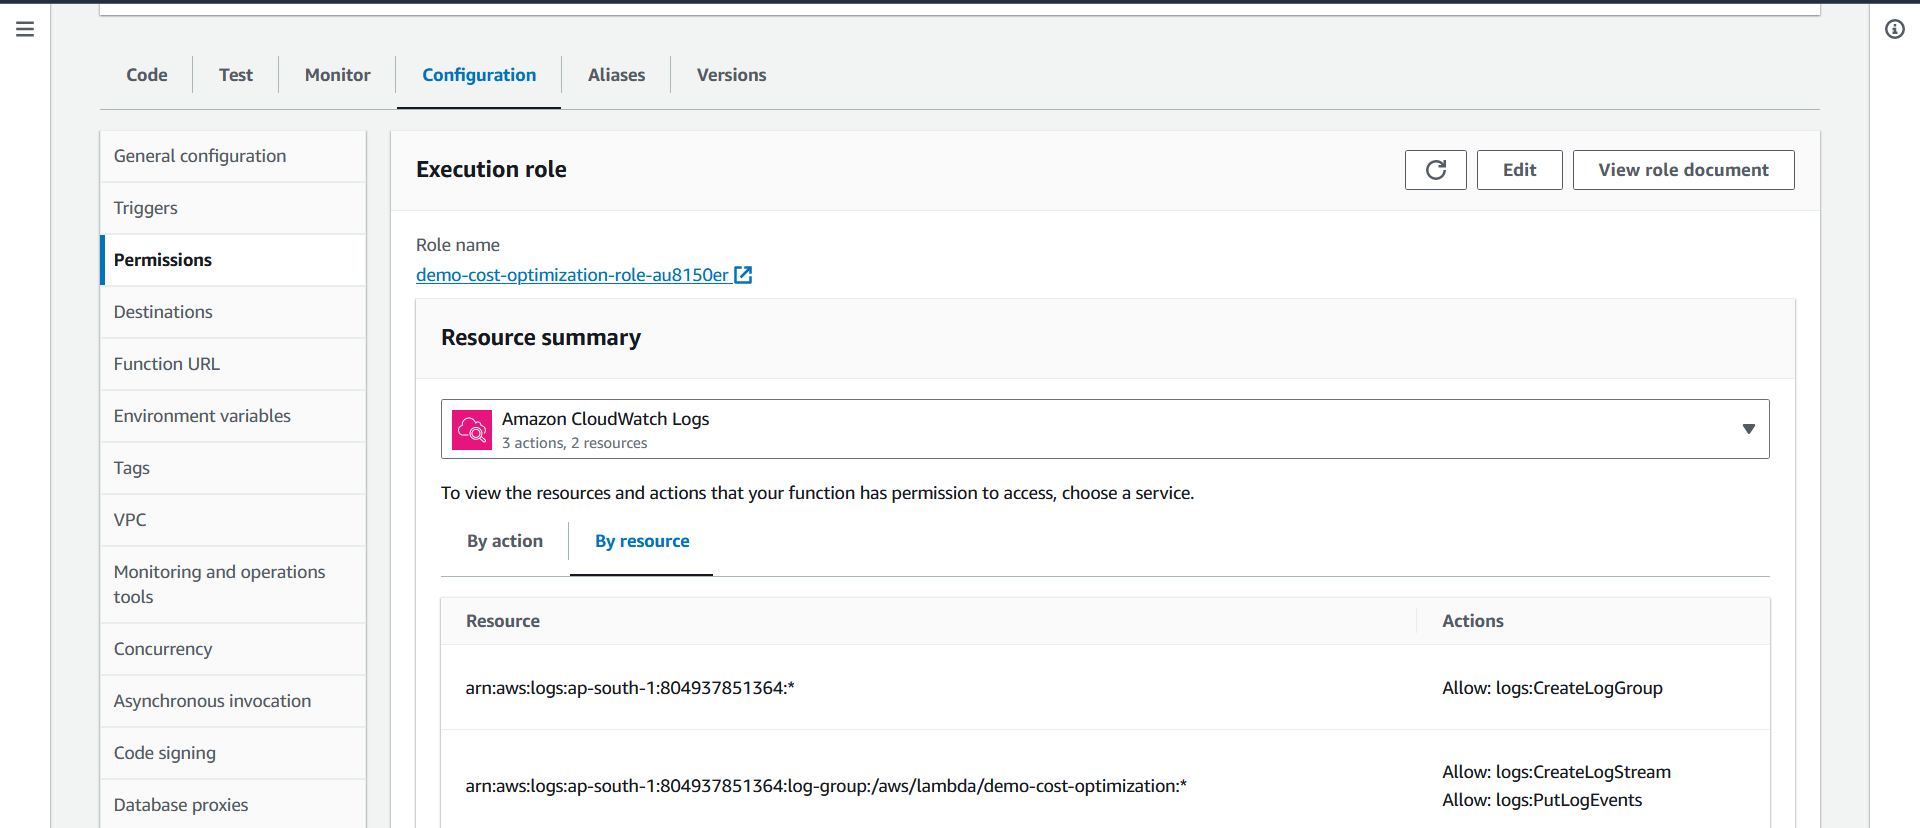 Code
Test
Monitor
Configuration
Aliases
Versions
General configuration
Triggers
Permissions
Destinations
Function URL
Environment variables
Tags
VPC
Monitoring and operations
tools
Concurrency
Asynchronous invocation
Code signing
Database proxies
Execution role
Edit
View role document
Role name
demo-cost-optimization-role-au8150er
Resource summary
Amazon CloudWatch Logs
3 actions, 2 resources
To view the resources and actions that your function has permission to access, choose a service.
By action
By resource
Resource
Actions
arn:aws:logs:ap-south-1:804937851364:*
Allow: logs:CreateLogGroup
arn:aws:logs:ap-south-1:804937851364:log-group:/aws/lambda/demo-cost-optimization:*
Allow: logs:CreateLogStream
Allow: logs:PutLogEvents